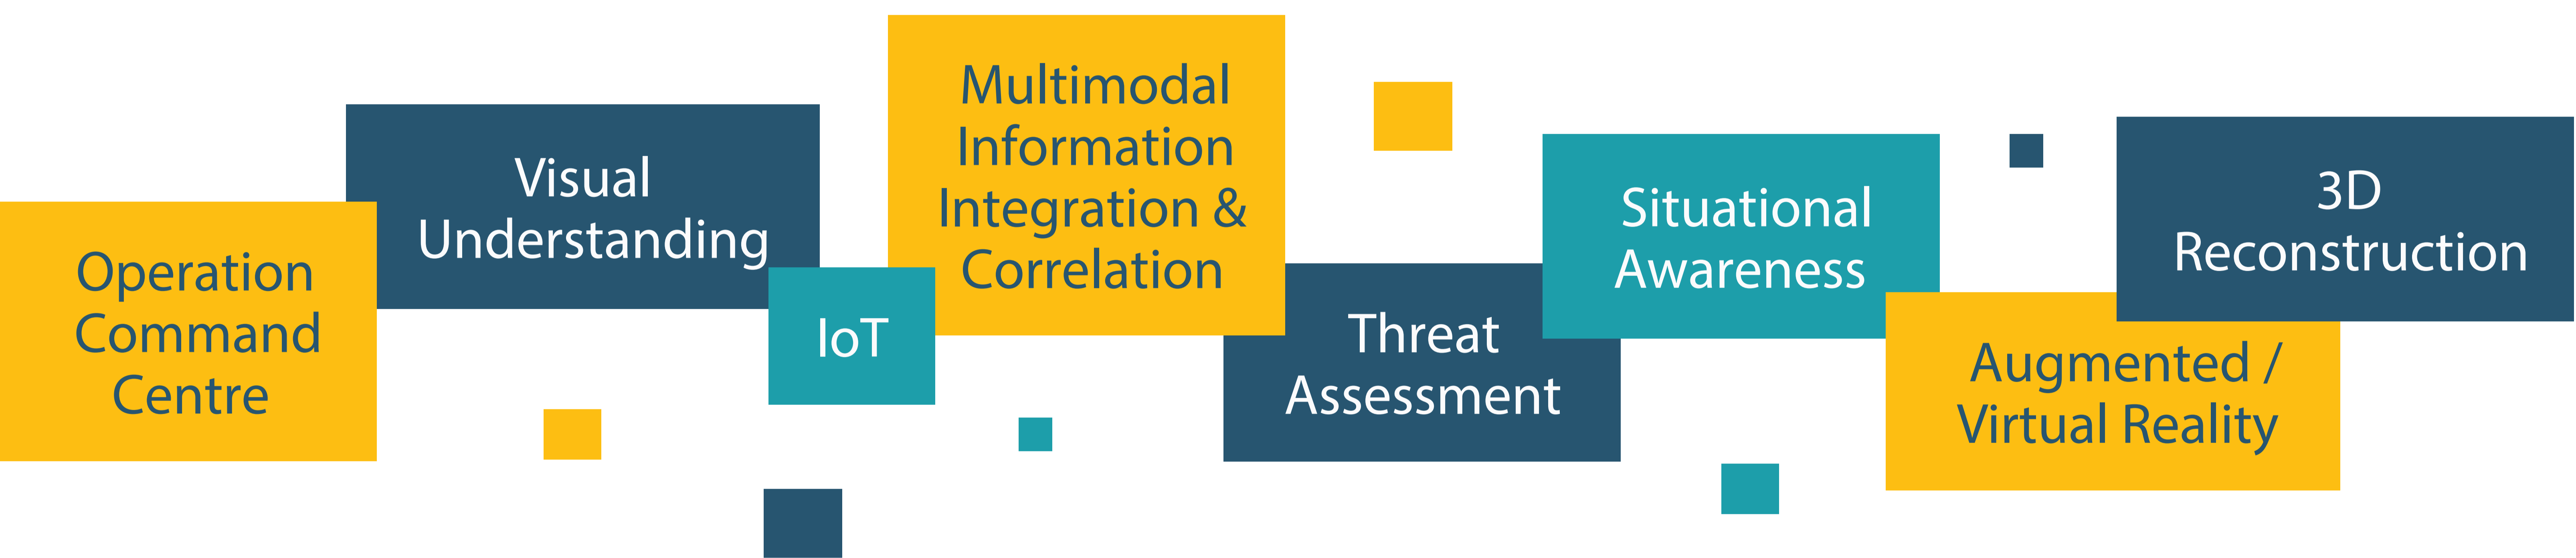 Operation
Command
Centre
Visual
Understanding
IoT
Multimodal
Information
Integration &
Correlation
Threat
Assessment
Situational
Awareness
Augmented /
Virtual Reality
3D
Reconstruction